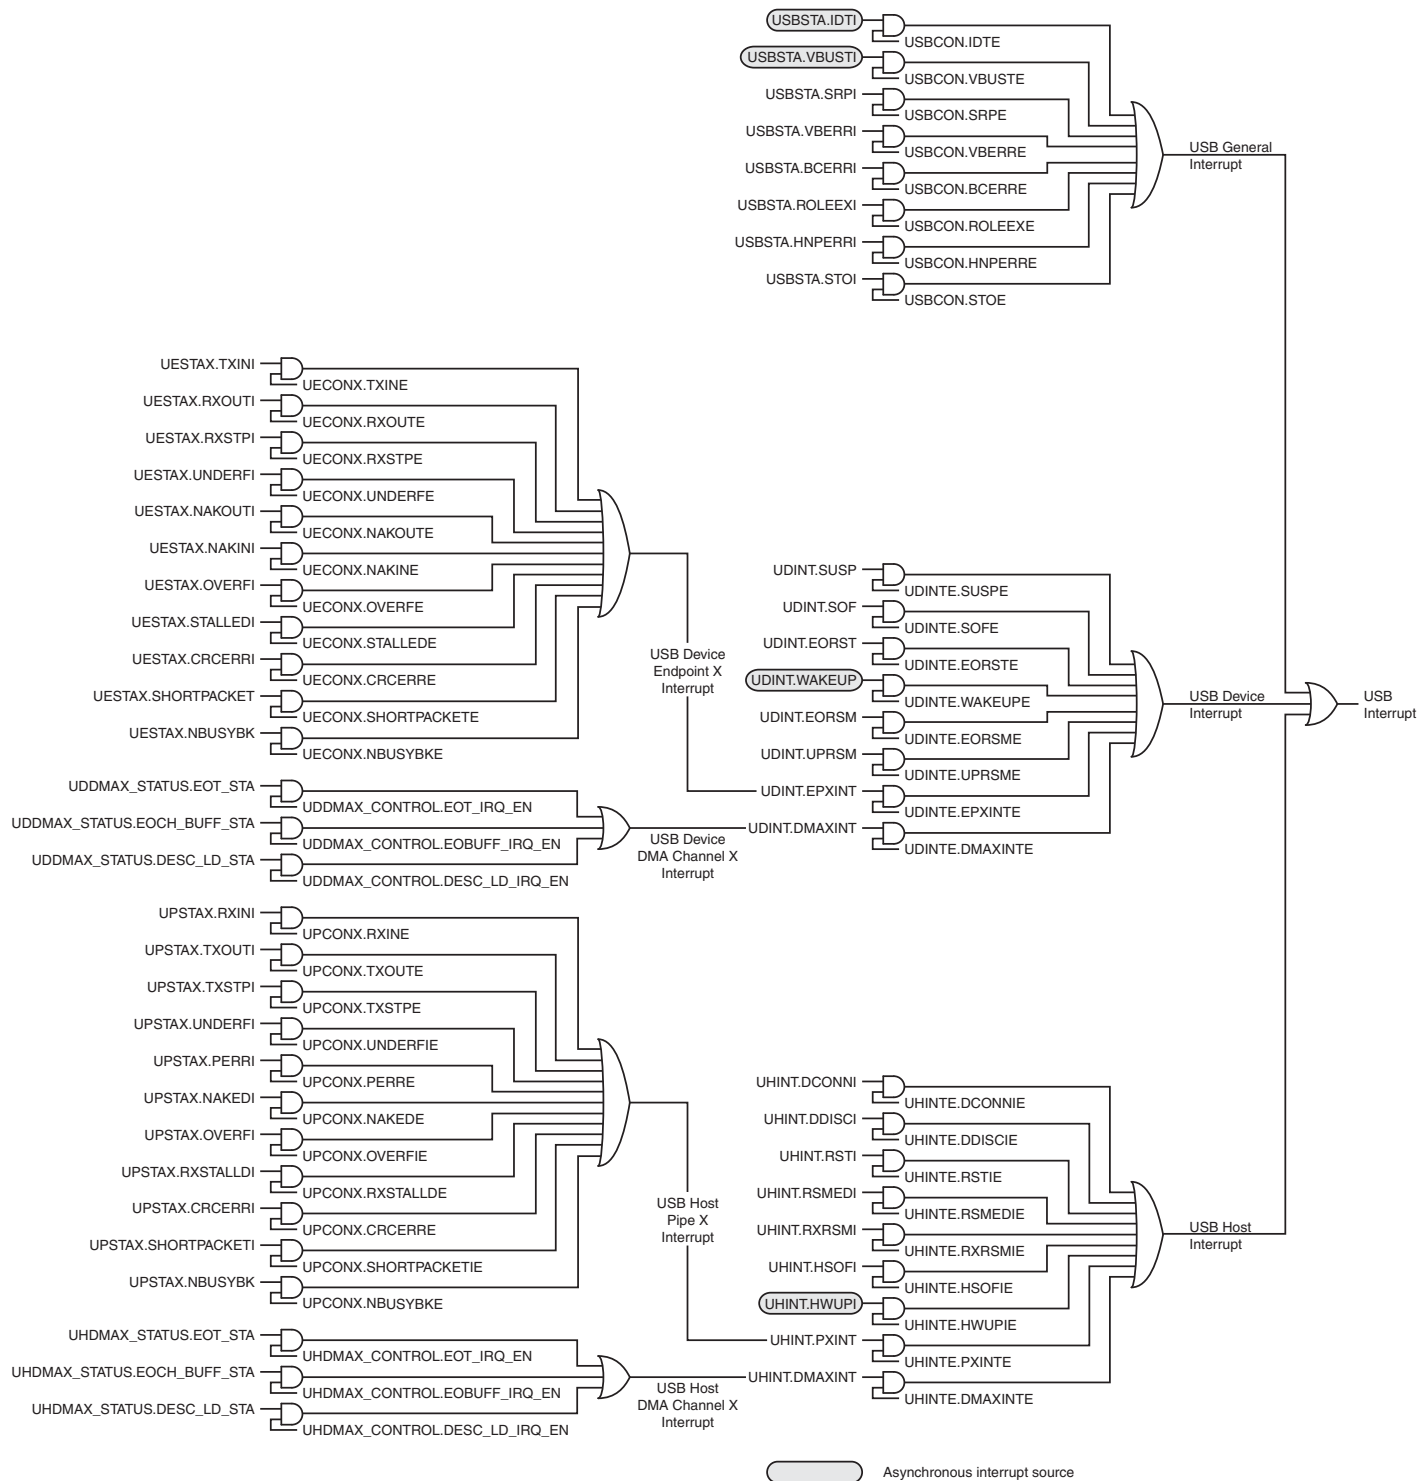 USBSTA.IDTI
USBCON.IDTE
USBSTA.VBUSTI
USBCON.VBUSTE
USBSTA.SRPI
USBCON.SRPE
USBSTA.VBERRI
USBCON.VBERRE
USBSTA.BCERRI
USBCON.BCERRE
USBSTA.ROLEEXI
USBCON.ROLEEXE
USBSTA.HNPERRI
USBCON.HNPERRE
USBSTA.STOI
USBCON.STOE
USB General
Interrupt
UESTAX.TXINI
UECONX.TXINE
UESTAX.RXOUTI
UECONX.RXOUTE
UESTAX.RXSTPI
UECONX.RXSTPE
UESTAX.UNDERFI
UECONX.UNDERFE
UESTAX.NAKOUTI
UECONX.NAKOUTE
UESTAX.NAKINI
UECONX.NAKINE
UESTAX.OVERFI
UECONX.OVERFE
UESTAX.STALLEDI
UECONX.STALLEDE
UESTAX.CRCERRI
UECONX.CRCERRE
UESTAX.SHORTPACKET
UECONX.SHORTPACKETE
UESTAX.NBUSYBK
UECONX.NBUSYBKE
USB Device
Endpoint X
Interrupt
UDDMAX_STATUS.EOT_STA
UDDMAX_CONTROL.EOT_IRQ_EN
UDDMAX_STATUS.EOCH_BUFF_STA
UDDMAX_CONTROL.EOBUFF_IRQ_EN
UDDMAX_STATUS.DESC_LD_STA
UDDMAX_CONTROL.DESC_LD_IRQ_EN
USB Device
DMA Channel X
Interrupt
UDINT.SUSP
UDINTE.SUSPE
UDINT.SOF
UDINTE.SOFE
UDINT.EORST
UDINTE.EORSTE
UDINT.WAKEUP
UDINTE.WAKEUPE
UDINT.EORSM
UDINTE.EORSME
UDINT.UPRSM
UDINTE.UPRSME
UDINT.EPXINT
UDINTE.EPXINTE
UDINT.DMAXINT
UDINTE.DMAXINTE
USB Device
Interrupt
USB
Interrupt
UPSTAX.RXINI
UPCONX.RXINE
UPSTAX.TXOUTI
UPCONX.TXOUTE
UPSTAX.TXSTPI
UPCONX.TXSTPE
UPSTAX.UNDERFI
UPCONX.UNDERFIE
UPSTAX.PERRI
UPCONX.PERRE
UPSTAX.NAKEDI
UPCONX.NAKEDE
UPSTAX.OVERFI
UPCONX.OVERFIE
UPSTAX.RXSTALLDI
UPCONX.RXSTALLDE
UPSTAX.CRCERRI
UPCONX.CRCERRE
UPSTAX.SHORTPACKETI
UPCONX.SHORTPACKETIE
UPSTAX.NBUSYBK
UPCONX.NBUSYBKE
USB Host
Pipe X
Interrupt
UHDMAX_STATUS.EOT_STA
UHDMAX_CONTROL.EOT_IRQ_EN
UHDMAX_STATUS.EOCH_BUFF_STA
UHDMAX_CONTROL.EOBUFF_IRQ_EN
UHDMAX_STATUS.DESC_LD_STA
UHDMAX_CONTROL.DESC_LD_IRQ_EN
USB Host
DMA Channel X
Interrupt
UHINT.DCONNI
UHINTE.DCONNIE
UHINT.DDISCI
UHINTE.DDISCIE
UHINT.RSTI
UHINTE.RSTIE
UHINT.RSMEDI
UHINTE.RSMEDIE
UHINT.RXRSMI
UHINTE.RXRSMIE
UHINT.HSOFI
UHINTE.HSOFIE
UHINT.HWUPI
UHINTE.HWUPIE
UHINT.PXINT
UHINTE.PXINTE
UHINT.DMAXINT
UHINTE.DMAXINTE
USB Host
Interrupt
Asynchronous interrupt source